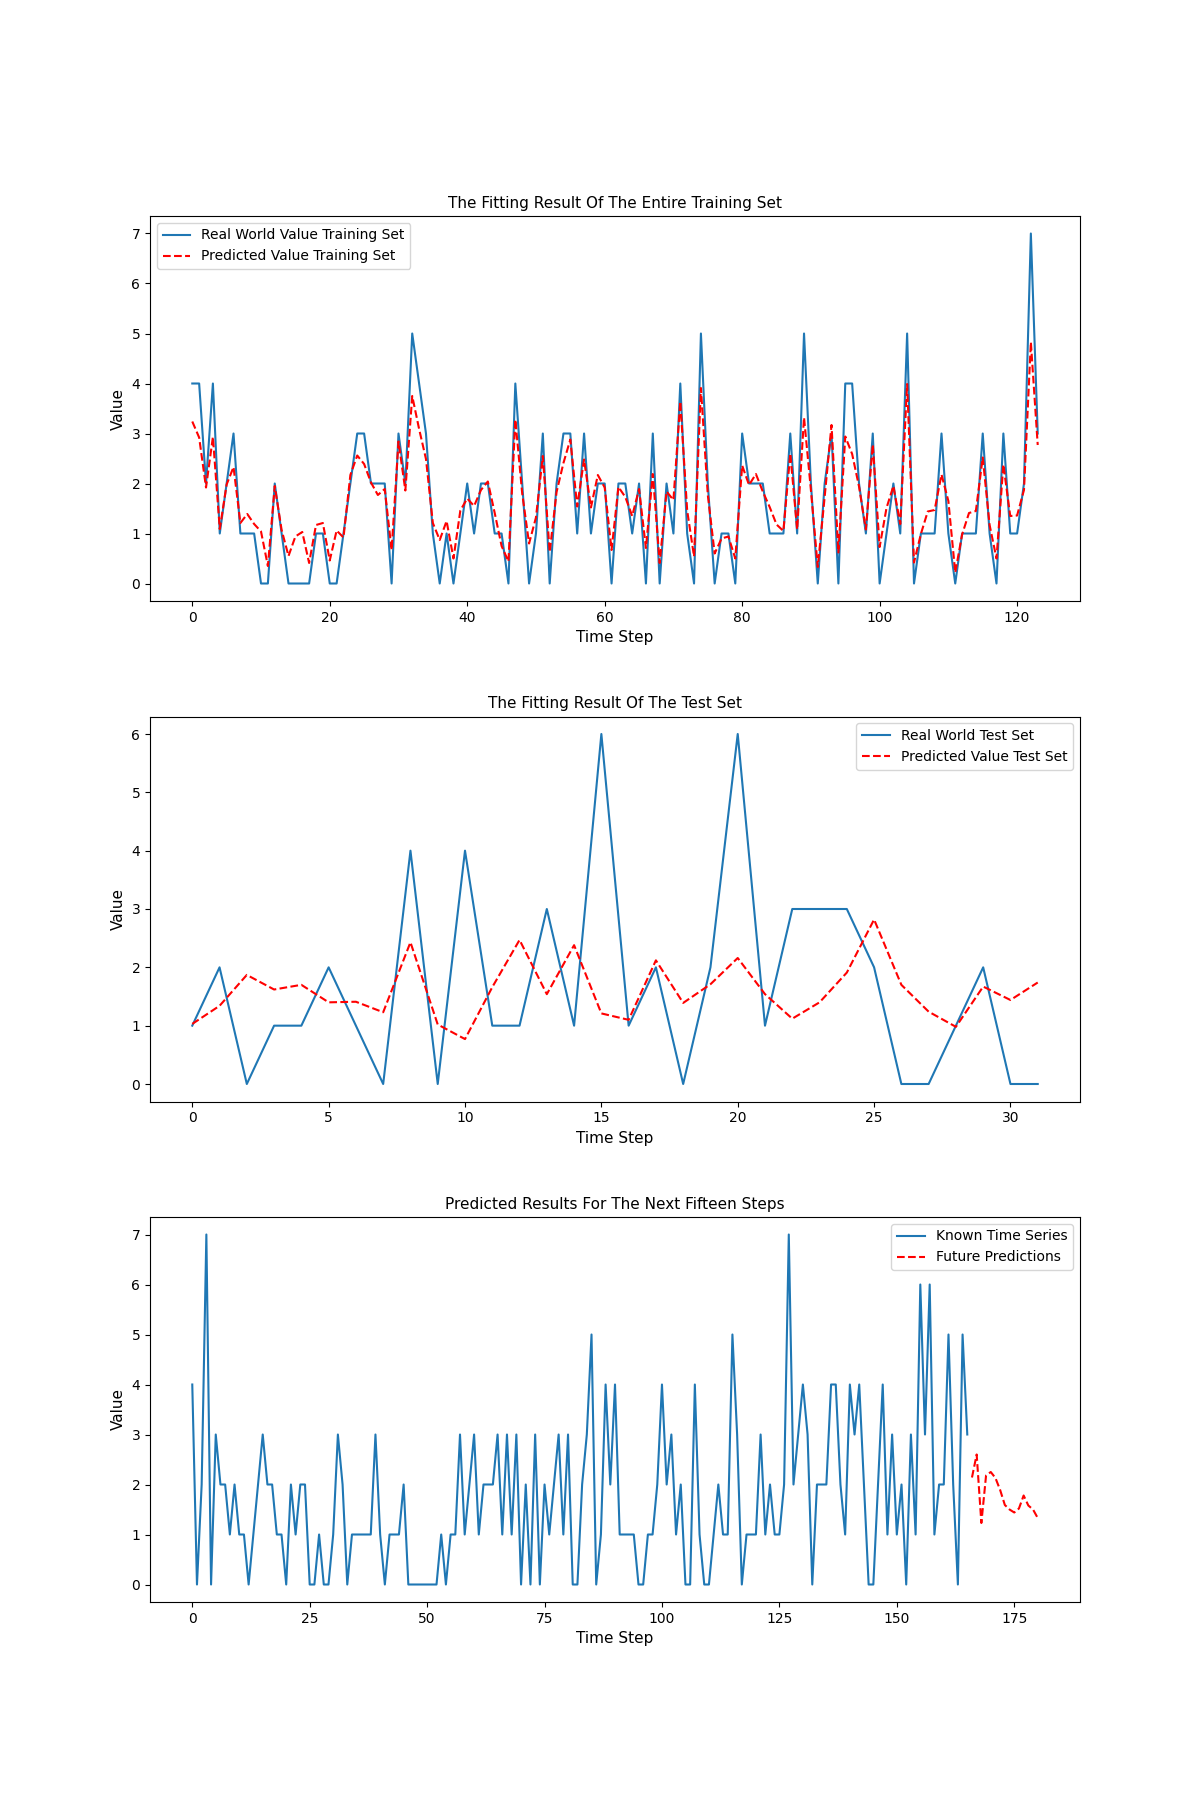 The Fitting Result Of The Entire Training Set
Real World Value Training Set
Predicted Value Training Set
Value
7
6
5
4
3
2
1
0
0 20 40 60 80 100 120
Time Step
The Fitting Result Of The Test Set
Real World Test Set
Predicted Value Test Set
Value
6
5
4
3
2
1
0
0 5 10 15 20 25 30
Time Step
Predicted Results For The Next Fifteen Steps
Known Time Series
Future Predictions
Value
7
6
5
4
3
2
1
0
0 25 50 75 100 125 150 175
Time Step